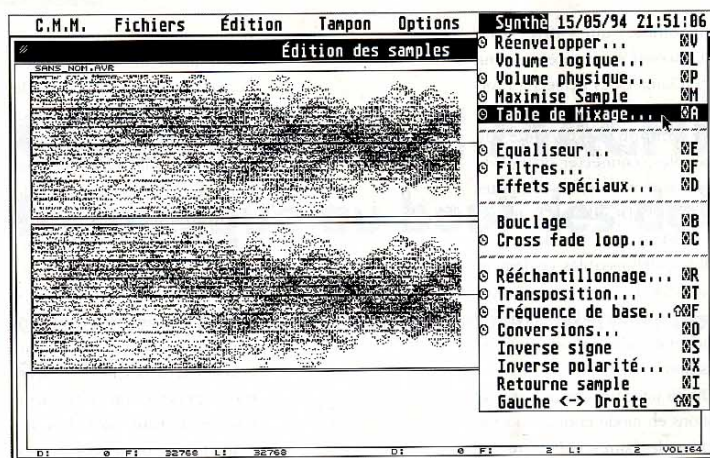 C.M.M. Fichiers Édition Tampon Options Synthè 15/05/94 21:51:06
Édition des samples
SANS_NOM.AVR
Réenvelopper... V
Volume logique... L
Volume physique... P
Maximise Sample M
Table de Mixage... A
Equaliseur... E
Filtres... F
Effets spéciaux... D
Bouclage B
Cross fade loop... C
Rééchantillonnage... R
Transposition... T
Fréquence de base... ⇧F
Conversions... O
Inverse signe S
Inverse polarité... X
Retourne sample I
Gauche <-> Droite ⇧S
D: 0 F: 32768 L: 32768 D: 0 F: 2 L: 2 VOL:64